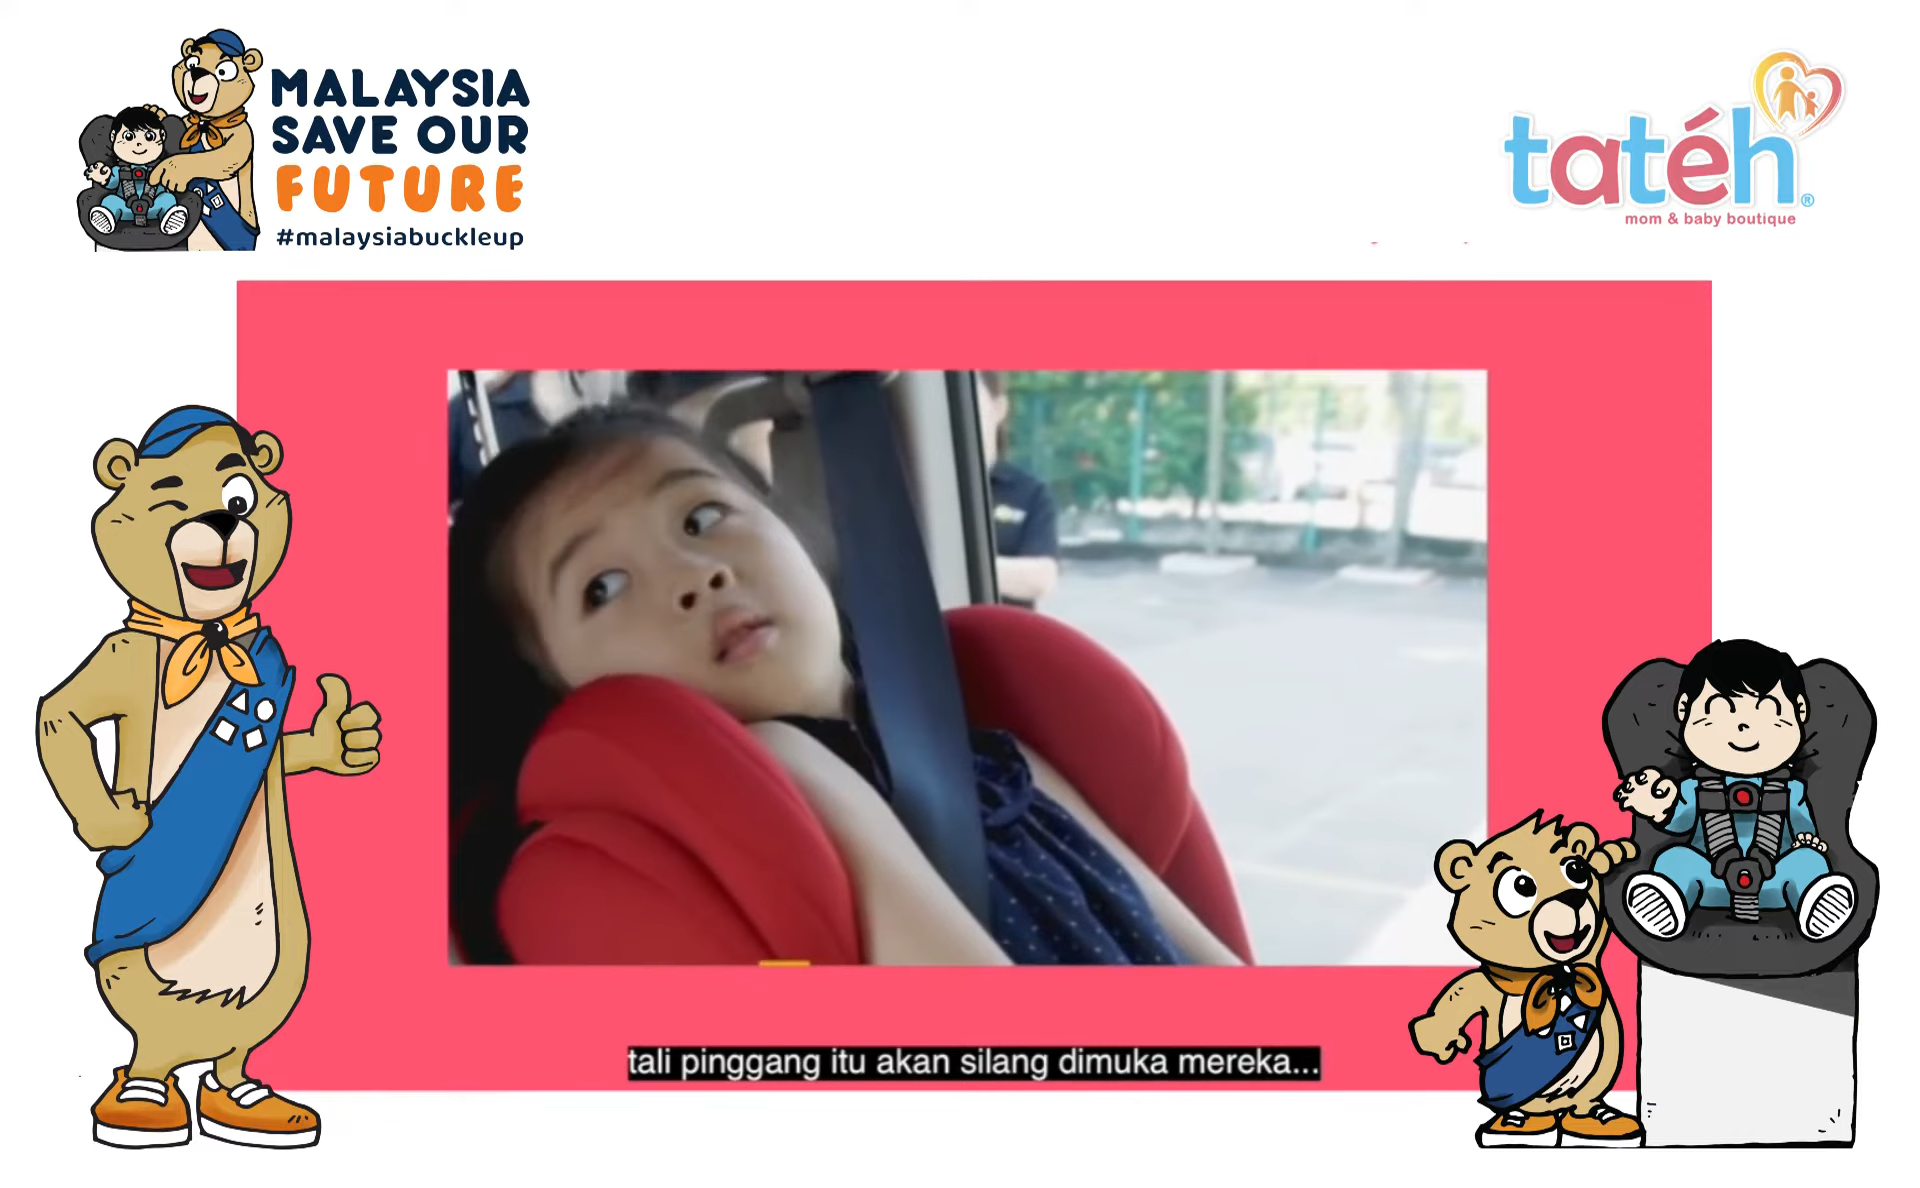 MALAYSIA
SAVE OUR
FUTURE
#malaysiabuckleup
tatéh®
mom & baby boutique
tali pinggang itu akan silang dimuka mereka...